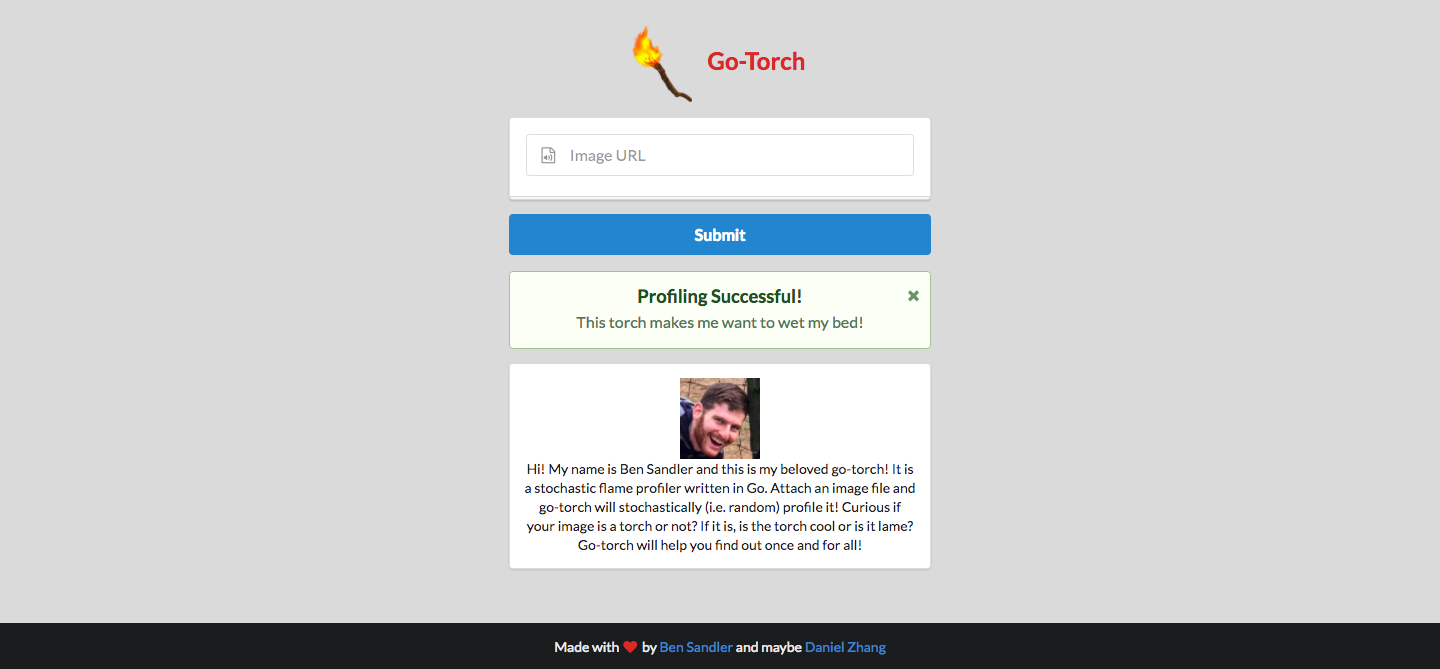 Go-Torch
Image URL
Submit
Profiling Successful!
This torch makes me want to wet my bed!
Hi! My name is Ben Sandler and this is my beloved go-torch! It is
a stochastic flame profiler written in Go. Attach an image file and
go-torch will stochastically (i.e. random) profile it! Curious if
your image is a torch or not? If it is, is the torch cool or is it lame?
Go-torch will help you find out once and for all!
Made with ❤ by Ben Sandler and maybe Daniel Zhang